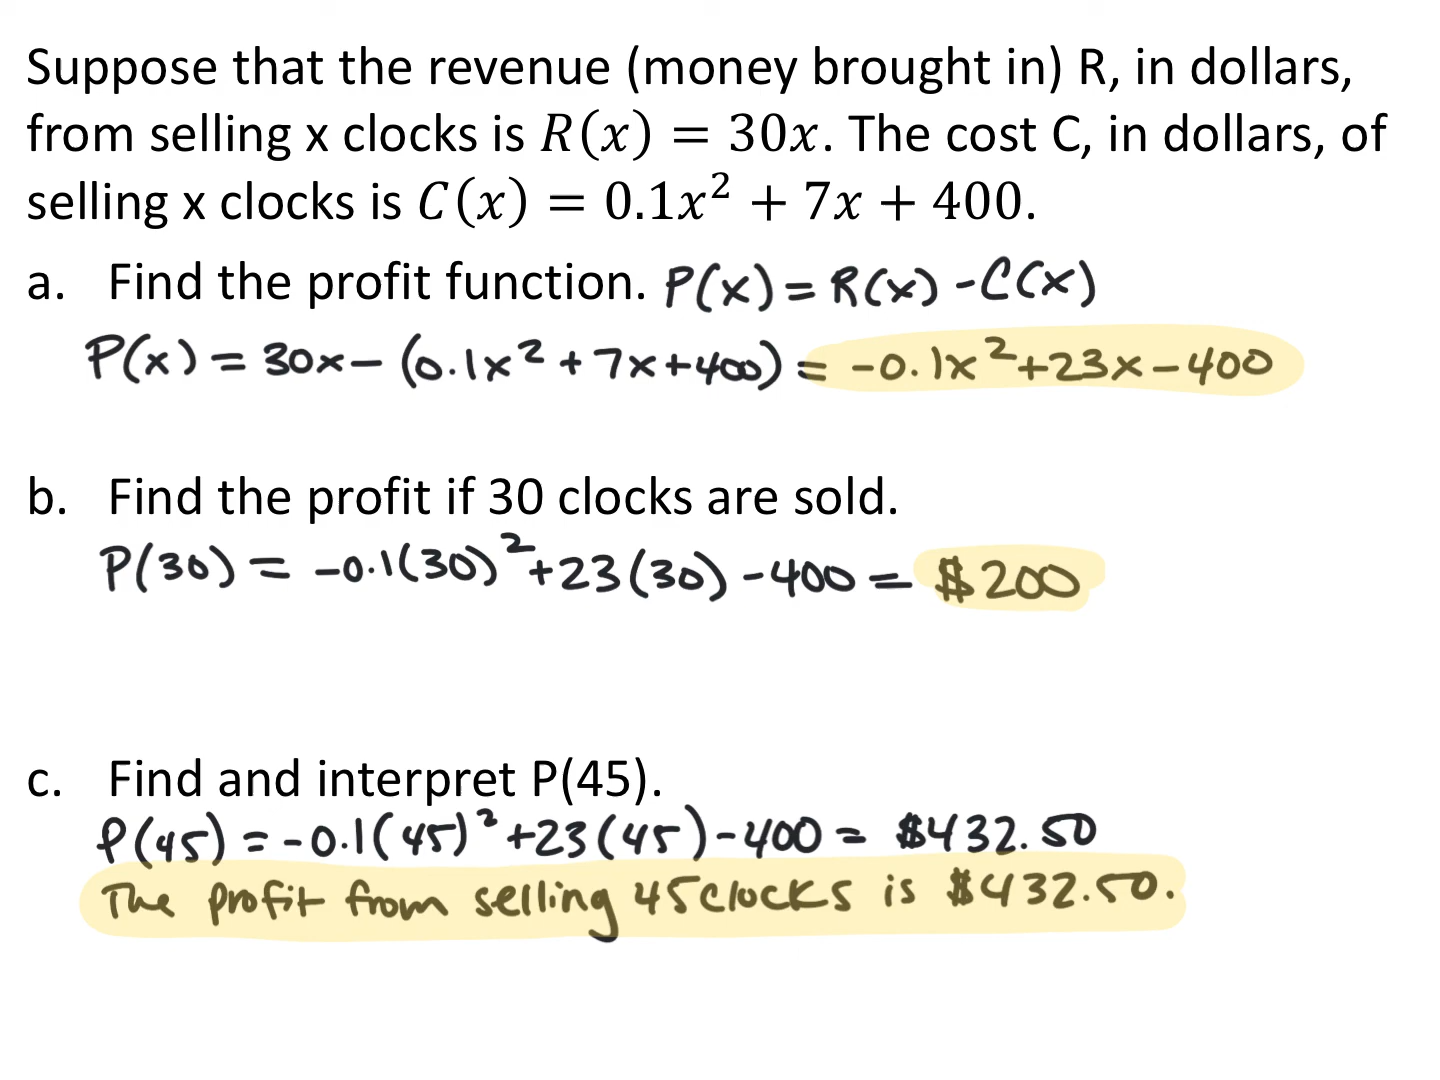 Suppose that the revenue (money brought in) R, in dollars,
from selling x clocks is R(x) = 30x. The cost C, in dollars, of
selling x clocks is C(x) = 0.1x² + 7x + 400.
a. Find the profit function. P(x) = R(x) - C(x)
P(x) = 30x - (0.1x² + 7x + 400) = -0.1x² + 23x - 400
b. Find the profit if 30 clocks are sold.
P(30) = -0.1(30)² + 23(30) - 400 = $200
c. Find and interpret P(45).
P(45) = -0.1(45)² + 23(45) - 400 = $432.50
The profit from selling 45 clocks is $432.50.